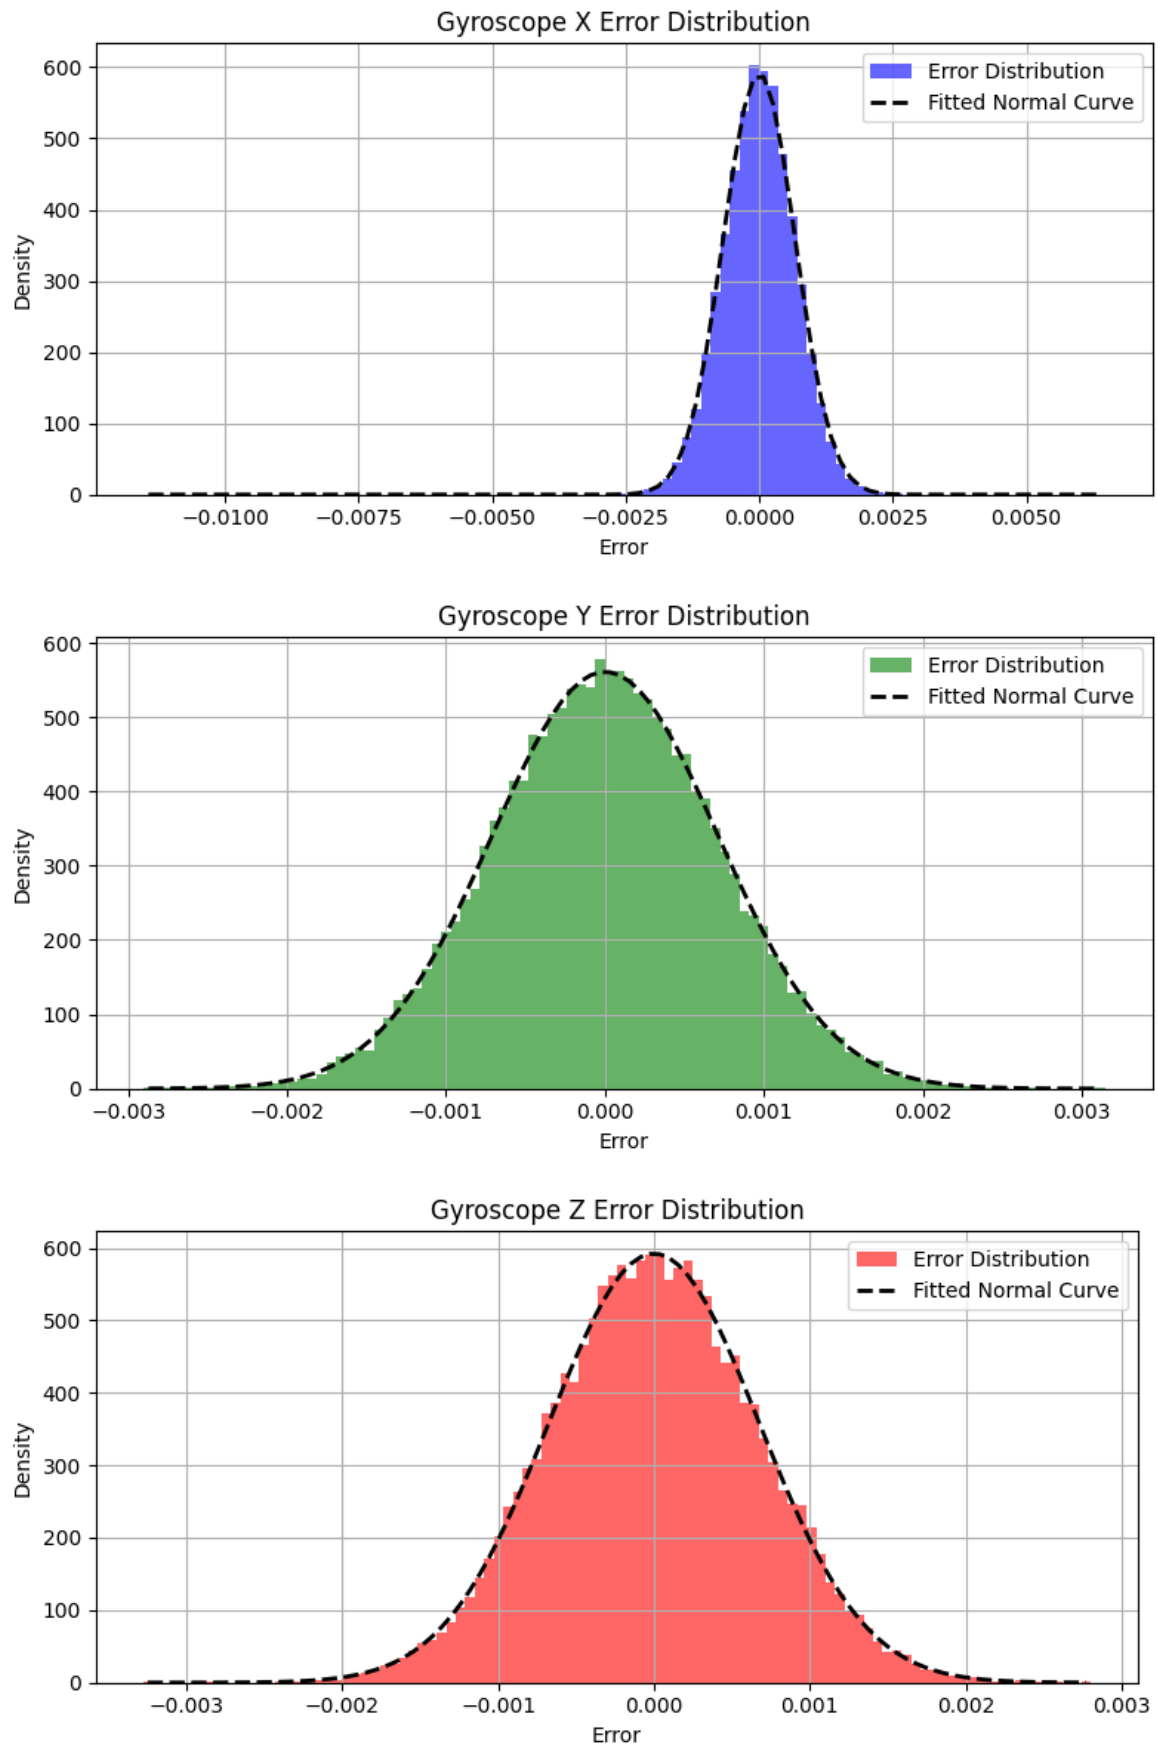 Gyroscope X Error Distribution
600
500
400
300
200
100
0
Density
Error Distribution
Fitted Normal Curve
−0.0100 −0.0075 −0.0050 −0.0025 0.0000 0.0025 0.0050
Error
Gyroscope Y Error Distribution
600
500
400
300
200
100
0
Density
Error Distribution
Fitted Normal Curve
−0.003 −0.002 −0.001 0.000 0.001 0.002 0.003
Error
Gyroscope Z Error Distribution
600
500
400
300
200
100
0
Density
Error Distribution
Fitted Normal Curve
−0.003 −0.002 −0.001 0.000 0.001 0.002 0.003
Error